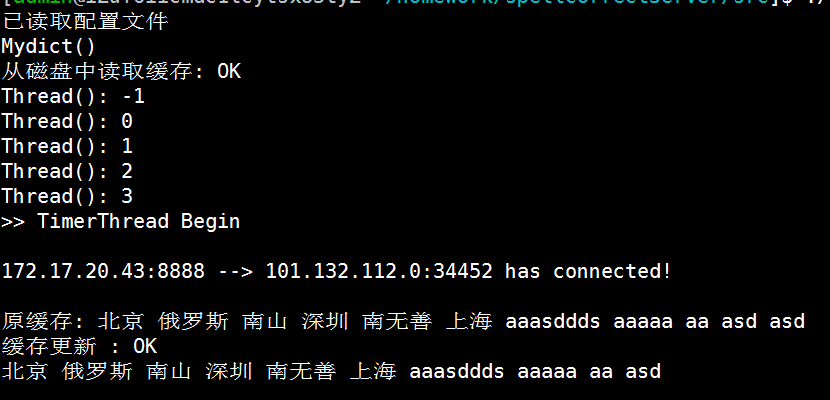 已读取配置文件
Mydict()
从磁盘中读取缓存: OK
Thread(): -1
Thread(): 0
Thread(): 1
Thread(): 2
Thread(): 3
>> TimerThread Begin
172.17.20.43:8888 --> 101.132.112.0:34452 has connected!
原缓存: 北京 俄罗斯 南山 深圳 南无善 上海 aaasddds aaaaa aa asd asd
缓存更新 : OK
北京 俄罗斯 南山 深圳 南无善 上海 aaasddds aaaaa aa asd